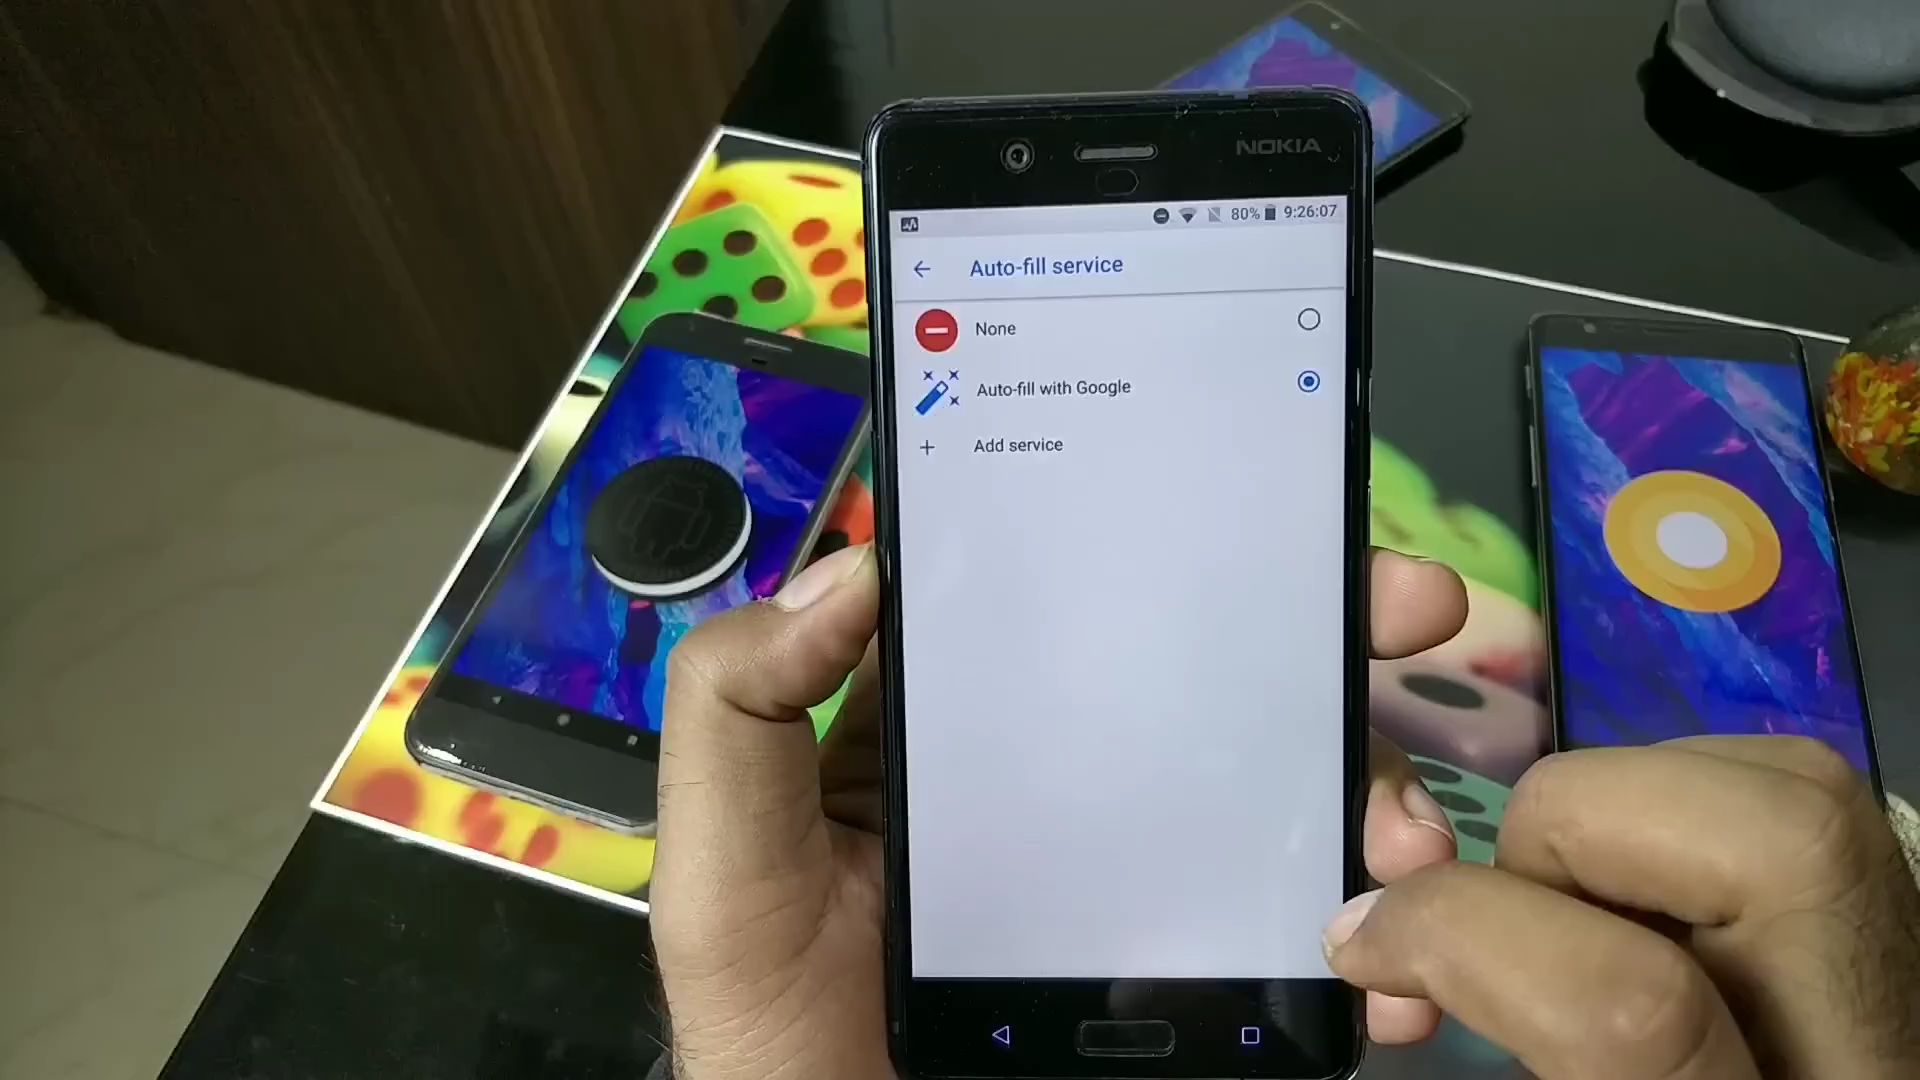 NOKIA
80% 9:26:07
Auto-fill service
None
Auto-fill with Google
Add service